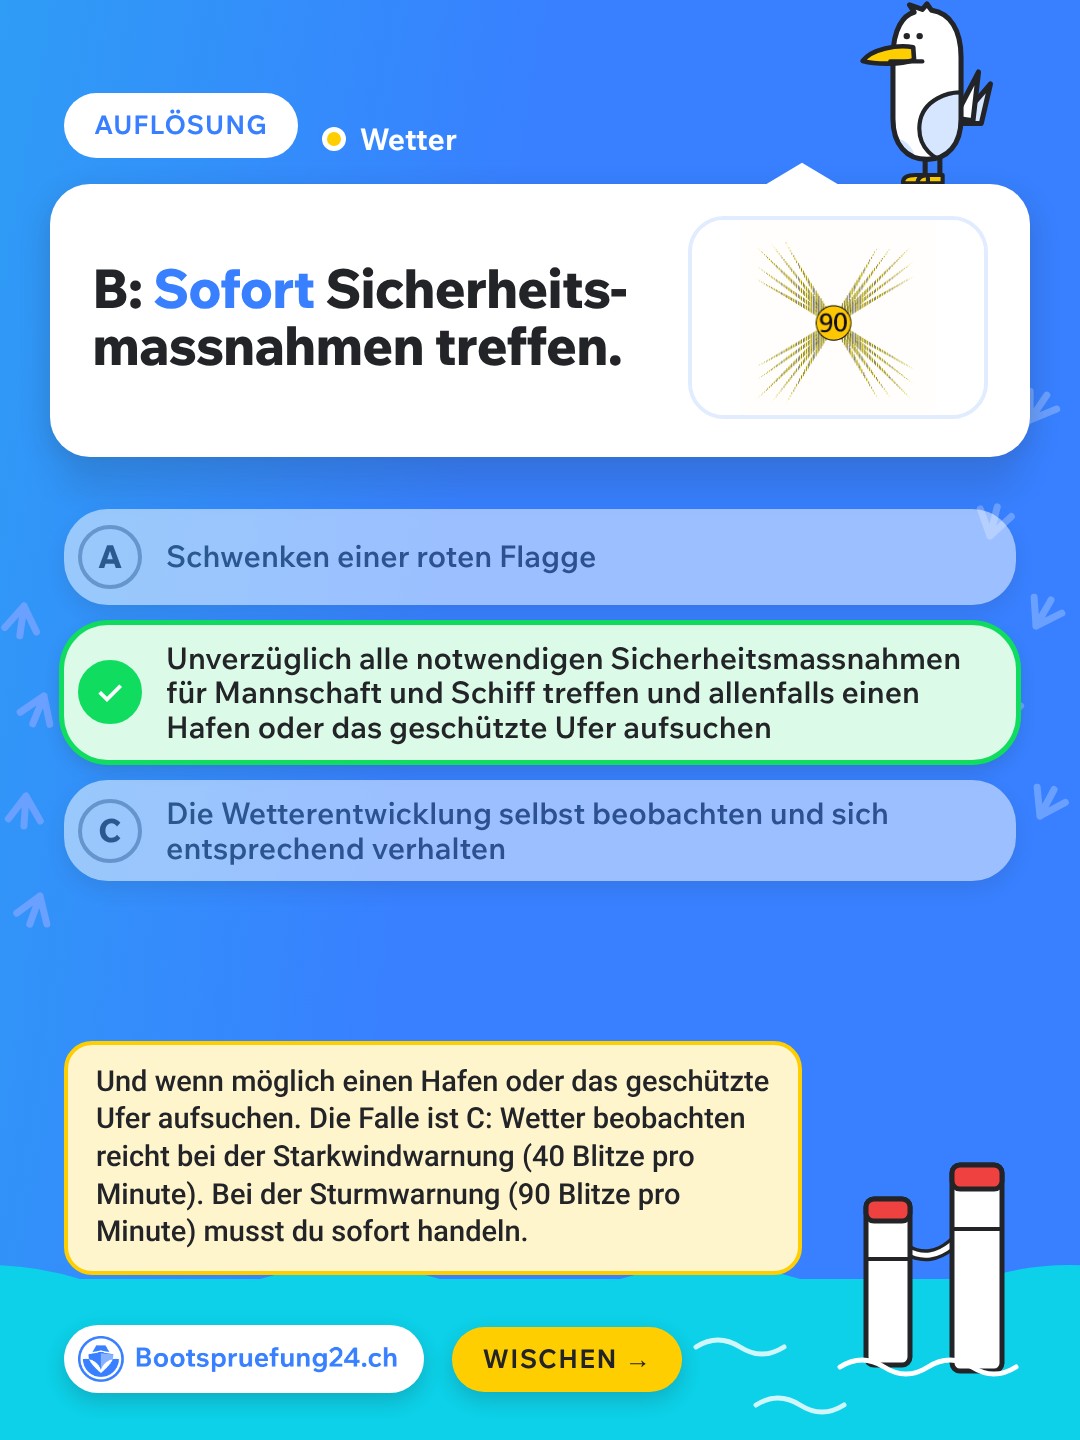 AUFLÖSUNG
Wetter
B: Sofort Sicherheits-
massnahmen treffen.
90
A
Schwenken einer roten Flagge
Unverzüglich alle notwendigen Sicherheitsmassnahmen
für Mannschaft und Schiff treffen und allenfalls einen
Hafen oder das geschützte Ufer aufsuchen
C
Die Wetterentwicklung selbst beobachten und sich
entsprechend verhalten
Und wenn möglich einen Hafen oder das geschützte
Ufer aufsuchen. Die Falle ist C: Wetter beobachten
reicht bei der Starkwindwarnung (40 Blitze pro
Minute). Bei der Sturmwarnung (90 Blitze pro
Minute) musst du sofort handeln.
Bootspruefung24.ch
WISCHEN →